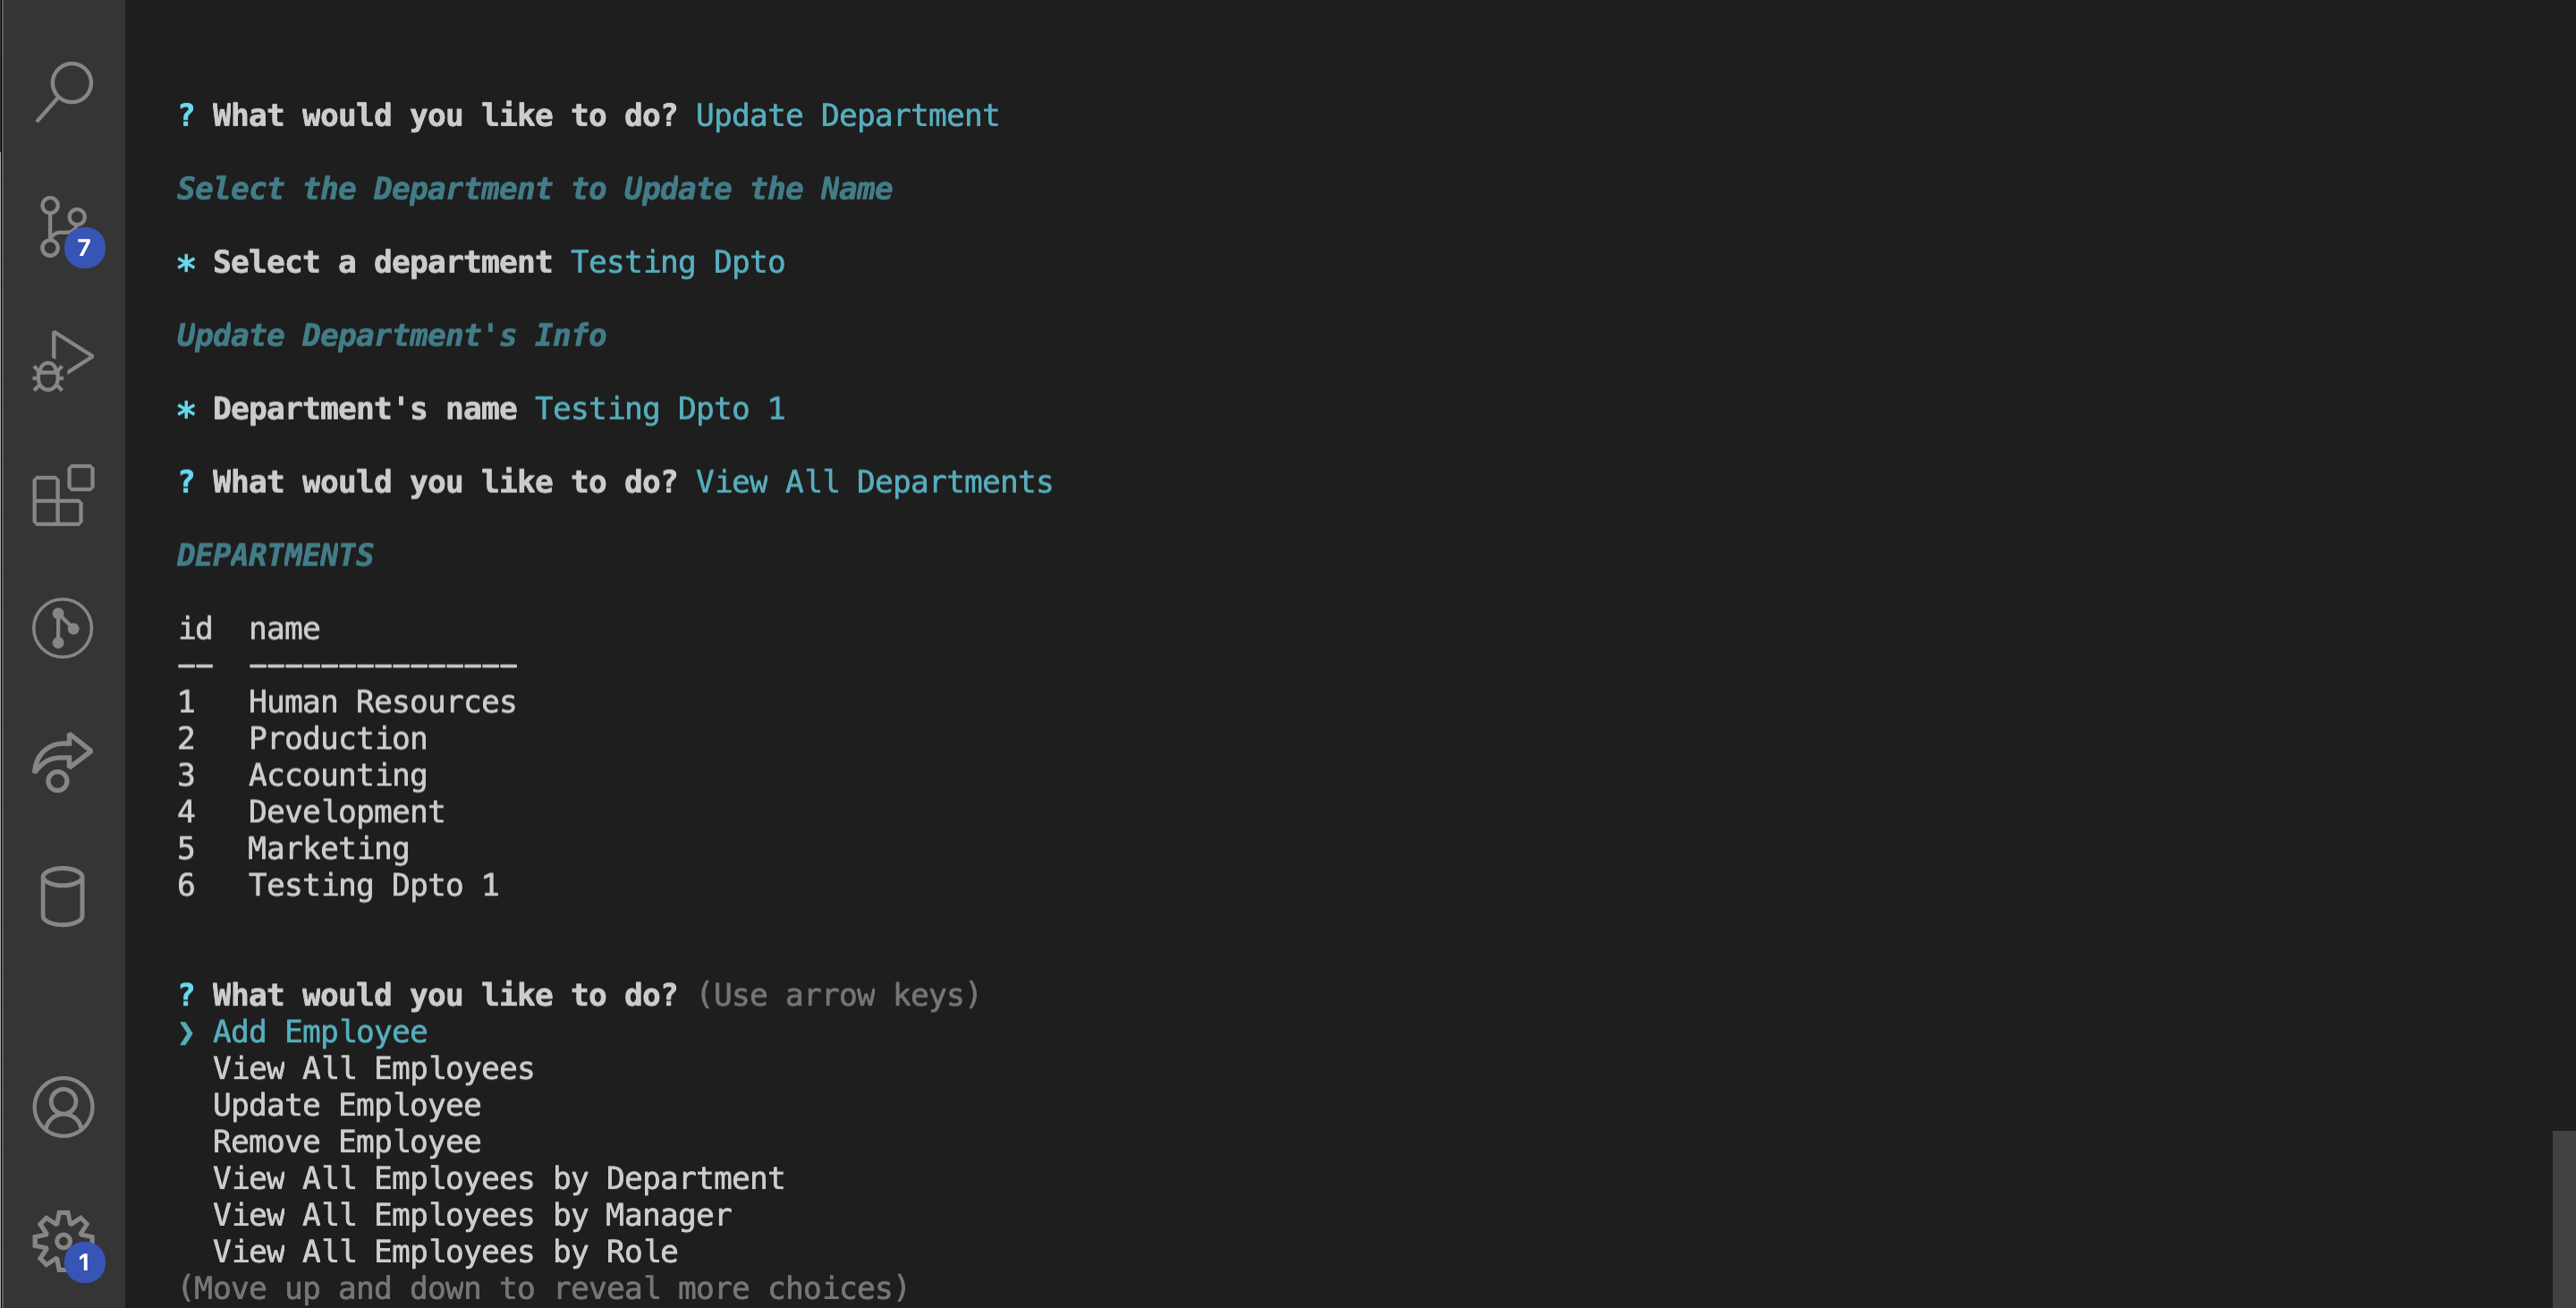 ? What would you like to do? Update Department
Select the Department to Update the Name
* Select a department Testing Dpto
Update Department's Info
* Department's name Testing Dpto 1
? What would you like to do? View All Departments
DEPARTMENTS
id  name
--  ---------------
1   Human Resources
2   Production
3   Accounting
4   Development
5   Marketing
6   Testing Dpto 1
? What would you like to do? (Use arrow keys)
❯ Add Employee
View All Employees
Update Employee
Remove Employee
View All Employees by Department
View All Employees by Manager
View All Employees by Role
(Move up and down to reveal more choices)
7
1